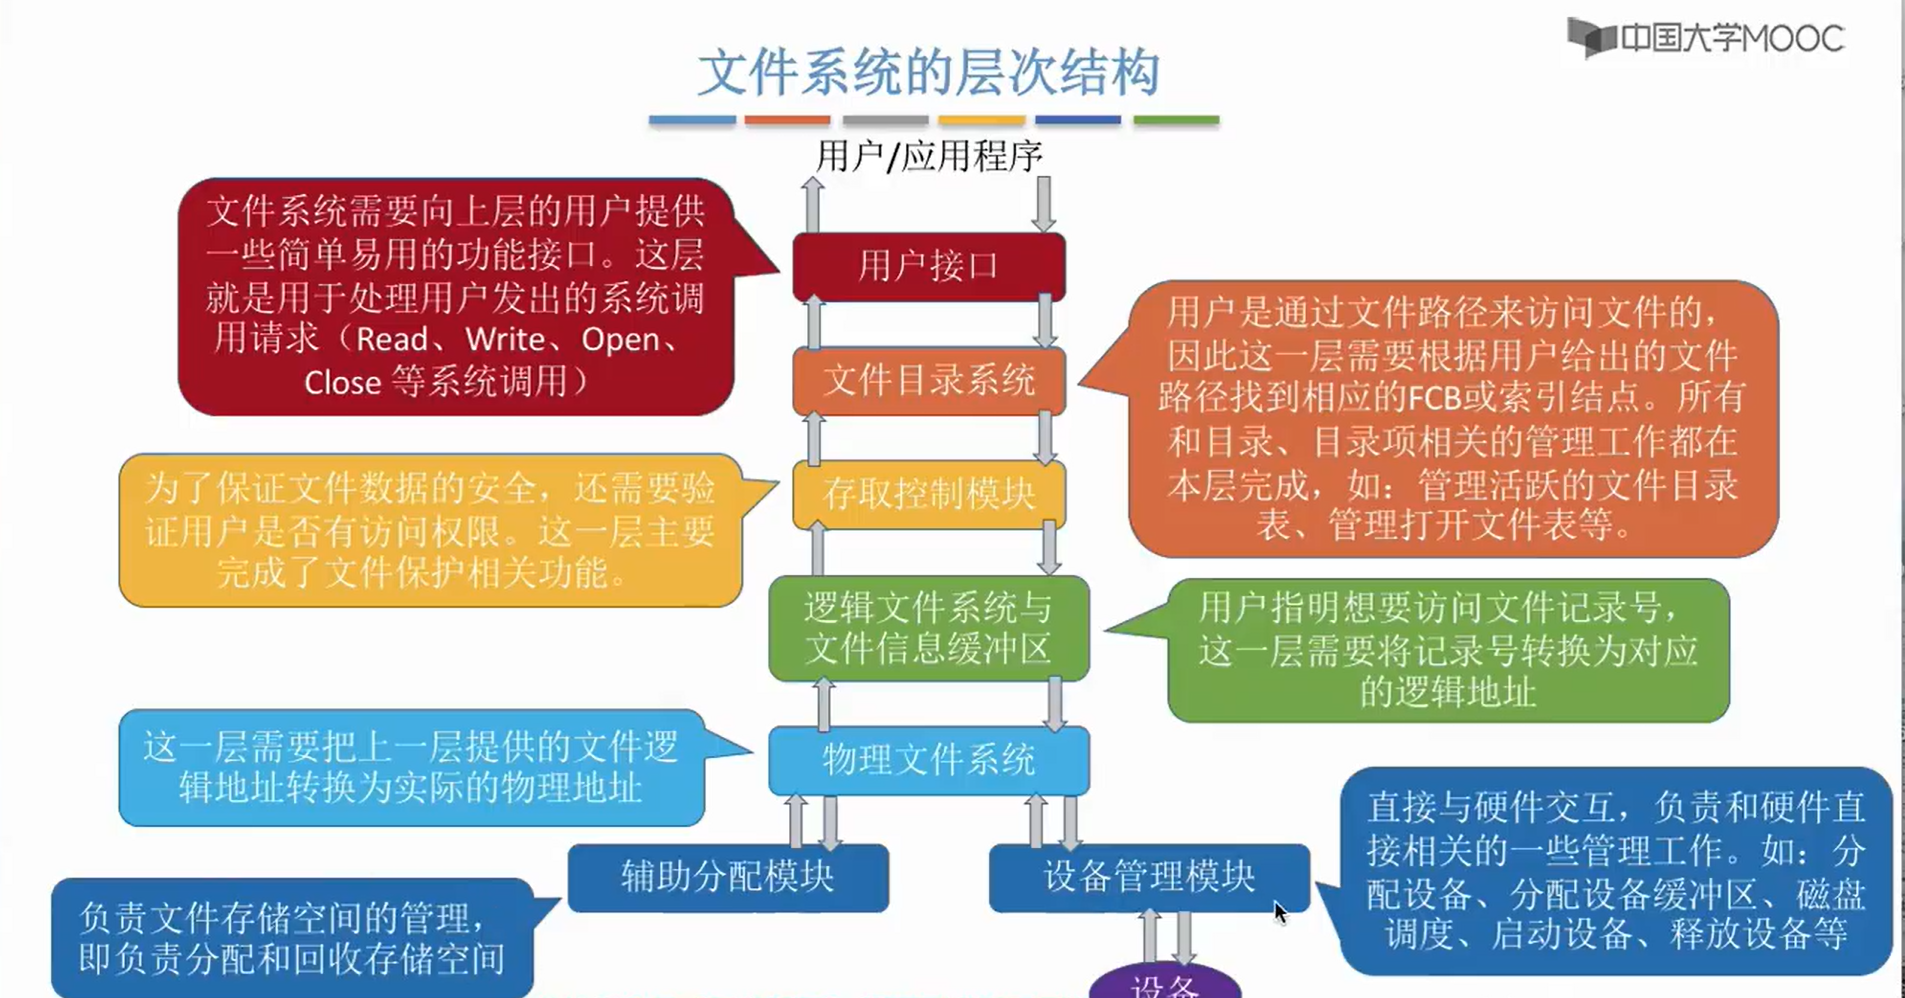 中国大学MOOC
文件系统的层次结构
用户/应用程序
文件系统需要向上层的用户提供
一些简单易用的功能接口。这层
就是用于处理用户发出的系统调
用请求（Read、Write、Open、
Close 等系统调用）
用户接口
用户是通过文件路径来访问文件的，
因此这一层需要根据用户给出的文件
路径找到相应的FCB或索引结点。所有
和目录、目录项相关的管理工作都在
本层完成，如：管理活跃的文件目录
表、管理打开文件表等。
文件目录系统
为了保证文件数据的安全，还需要验
证用户是否有访问权限。这一层主要
完成了文件保护相关功能。
存取控制模块
逻辑文件系统与
文件信息缓冲区
用户指明想要访问文件记录号，
这一层需要将记录号转换为对应
的逻辑地址
这一层需要把上一层提供的文件逻
辑地址转换为实际的物理地址
物理文件系统
辅助分配模块
设备管理模块
直接与硬件交互，负责和硬件直
接相关的一些管理工作。如：分
配设备、分配设备缓冲区、磁盘
调度、启动设备、释放设备等
负责文件存储空间的管理，
即负责分配和回收存储空间
设备